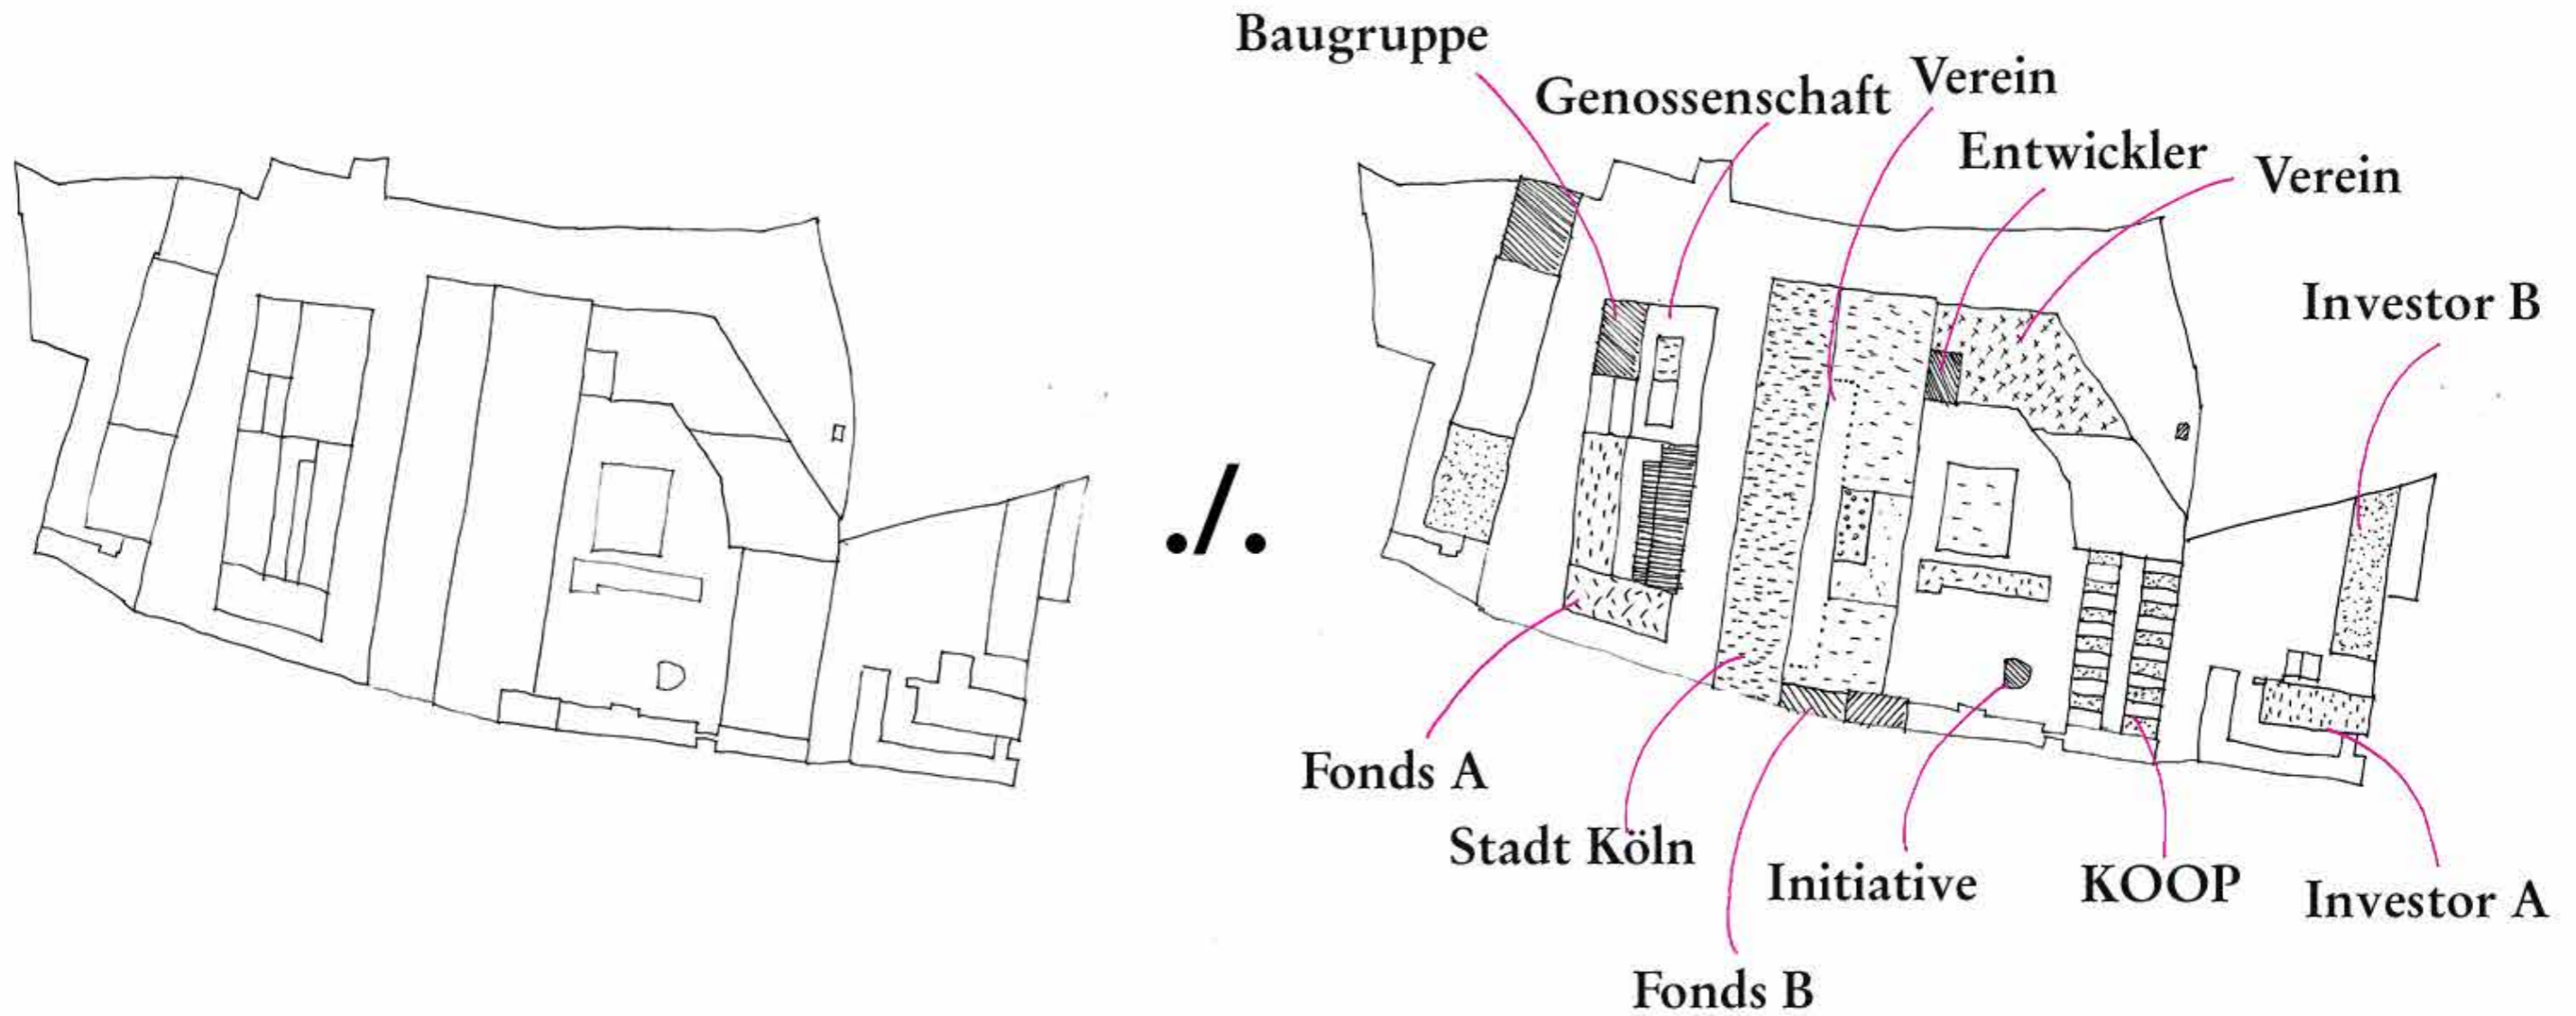 Baugruppe
Genossenschaft
Verein
Entwickler
Verein
Investor B
./.
Fonds A
Stadt Köln
Initiative
KOOP
Investor A
Fonds B